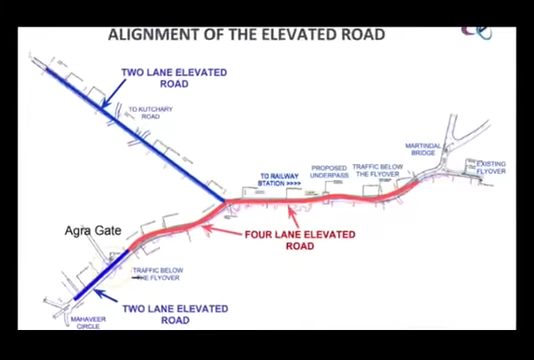 ALIGNMENT OF THE ELEVATED ROAD
TWO LANE ELEVATED
ROAD
TO KUTCHARY
ROAD
MARTINDAL
BRIDGE
EXISTING
FLYOVER
TO RAILWAY
STATION >>>>
PROPOSED
UNDERPASS
TRAFFIC BELOW
THE FLYOVER
Agra Gate
FOUR LANE ELEVATED
ROAD
TRAFFIC BELOW
THE FLYOVER
TWO LANE ELEVATED
ROAD
MAHAVEER
CIRCLE